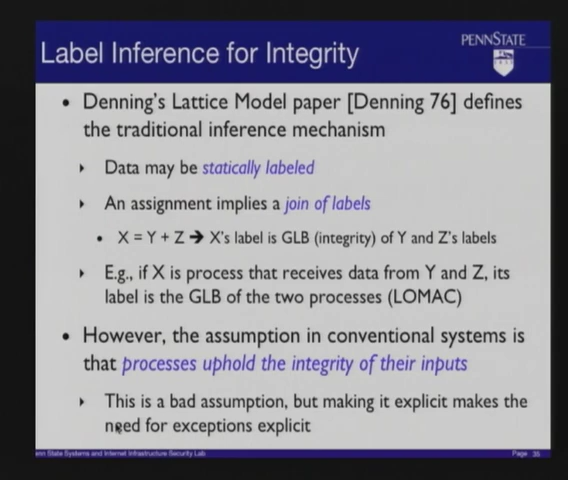 Label Inference for Integrity
PENNSTATE
• Denning's Lattice Model paper [Denning 76] defines
the traditional inference mechanism
‣ Data may be statically labeled
‣ An assignment implies a join of labels
• X = Y + Z ➔ X's label is GLB (integrity) of Y and Z's labels
‣ E.g., if X is process that receives data from Y and Z, its
label is the GLB of the two processes (LOMAC)
• However, the assumption in conventional systems is
that processes uphold the integrity of their inputs
‣ This is a bad assumption, but making it explicit makes the
need for exceptions explicit
enn State Systems and Internet Infrastructure Security Lab
Page 35